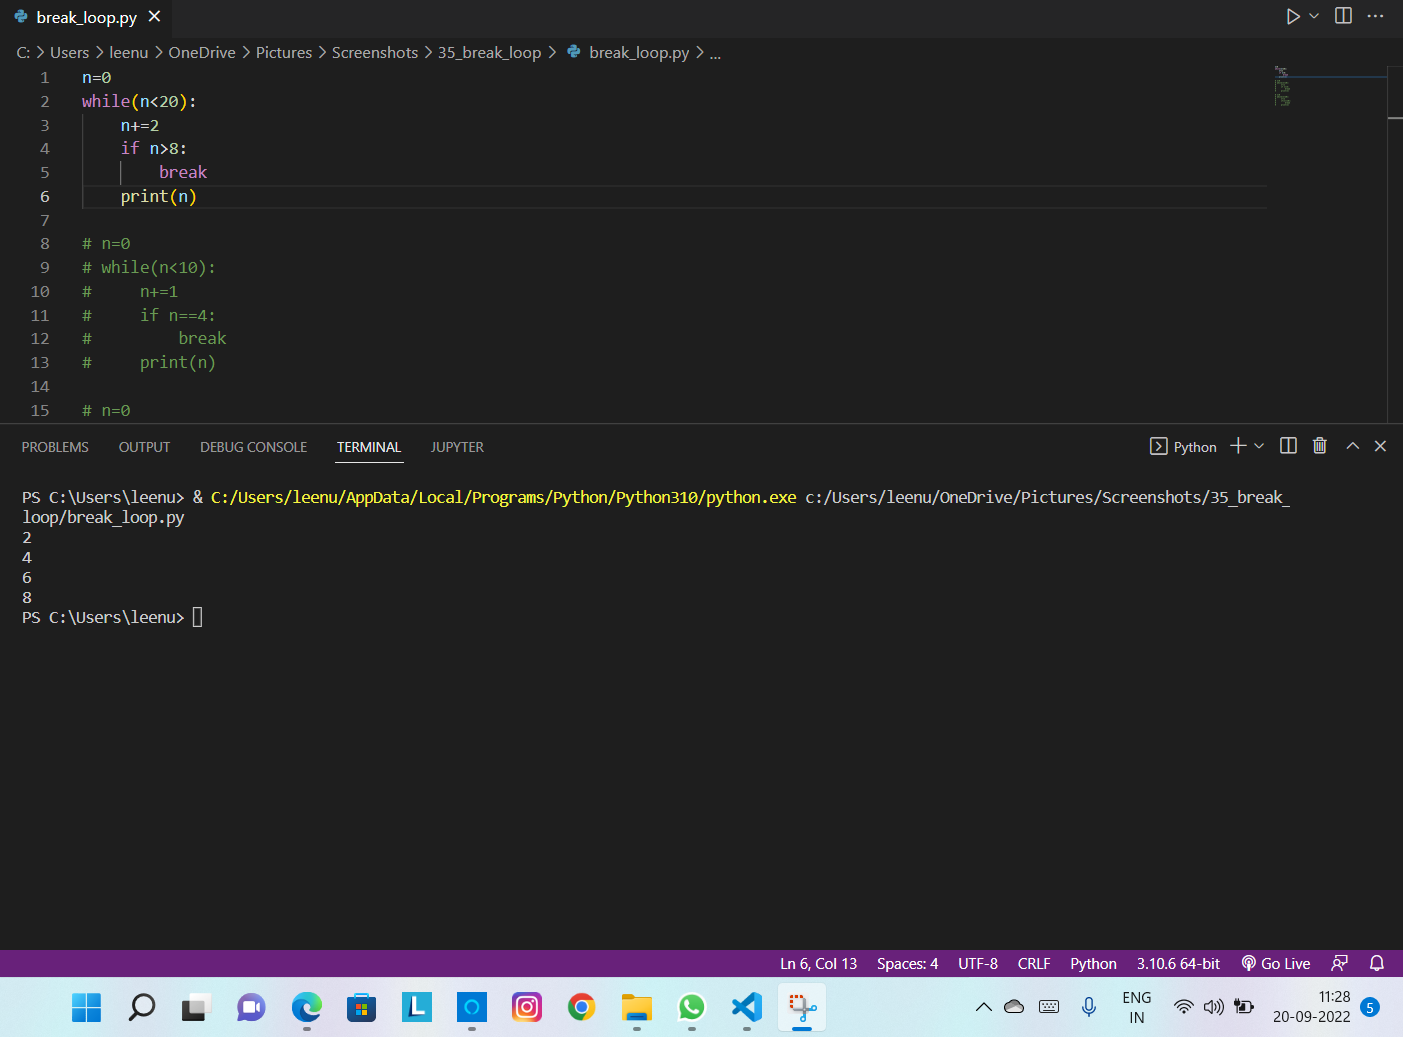 break_loop.py
C: > Users > leenu > OneDrive > Pictures > Screenshots > 35_break_loop > break_loop.py > ...
1 n=0
2 while(n<20):
3     n+=2
4     if n>8:
5         break
6     print(n)
7
8 # n=0
9 # while(n<10):
10 #     n+=1
11 #     if n==4:
12 #         break
13 #     print(n)
14
15 # n=0
PROBLEMS OUTPUT DEBUG CONSOLE TERMINAL JUPYTER Python
PS C:\Users\leenu> & C:/Users/leenu/AppData/Local/Programs/Python/Python310/python.exe c:/Users/leenu/OneDrive/Pictures/Screenshots/35_break_
loop/break_loop.py
2
4
6
8
PS C:\Users\leenu>
Ln 6, Col 13 Spaces: 4 UTF-8 CRLF Python 3.10.6 64-bit Go Live
L
ENG 11:28
IN 20-09-2022 5